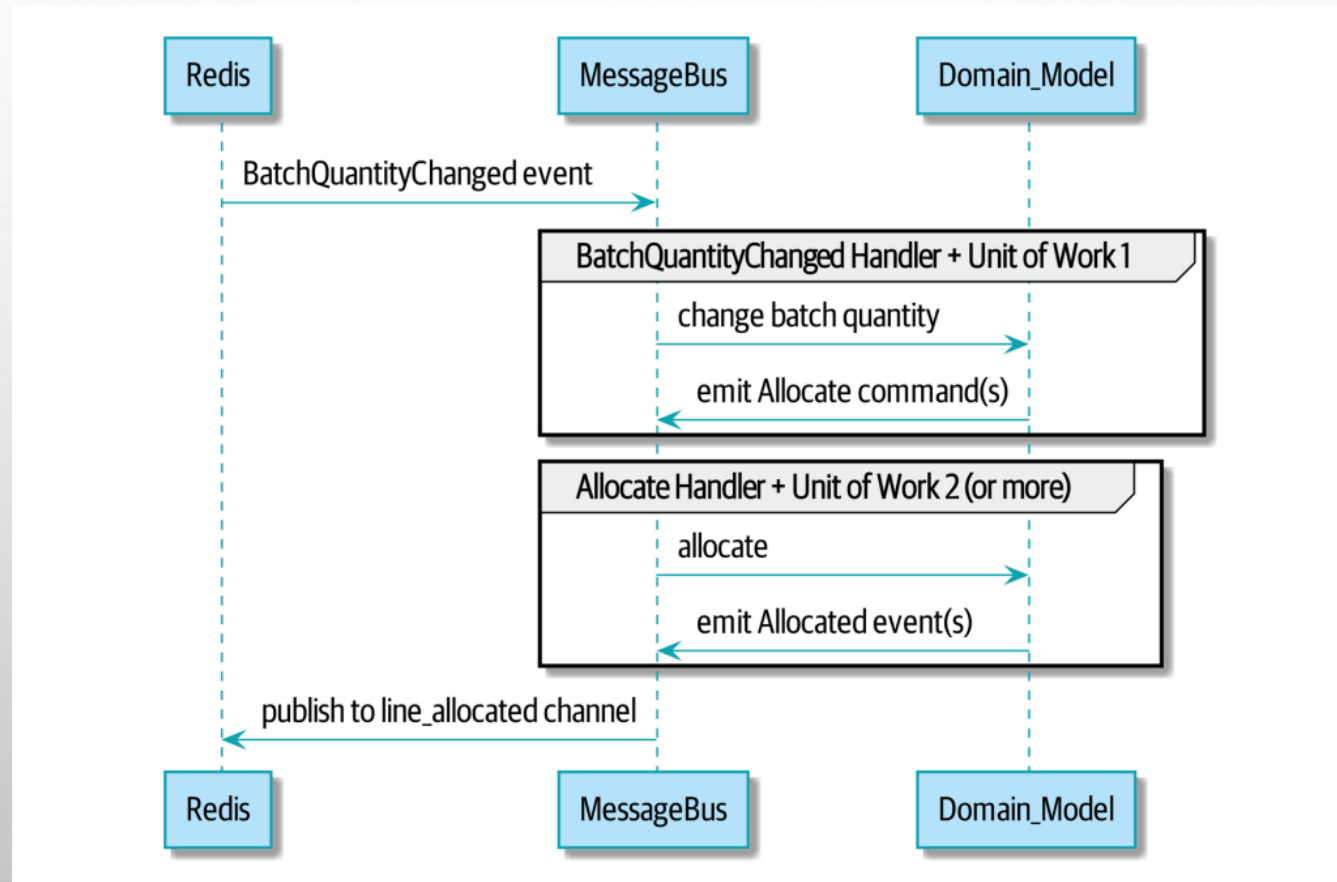 Redis
MessageBus
Domain_Model
BatchQuantityChanged event
BatchQuantityChanged Handler + Unit of Work 1
change batch quantity
emit Allocate command(s)
Allocate Handler + Unit of Work 2 (or more)
allocate
emit Allocated event(s)
publish to line_allocated channel
Redis
MessageBus
Domain_Model